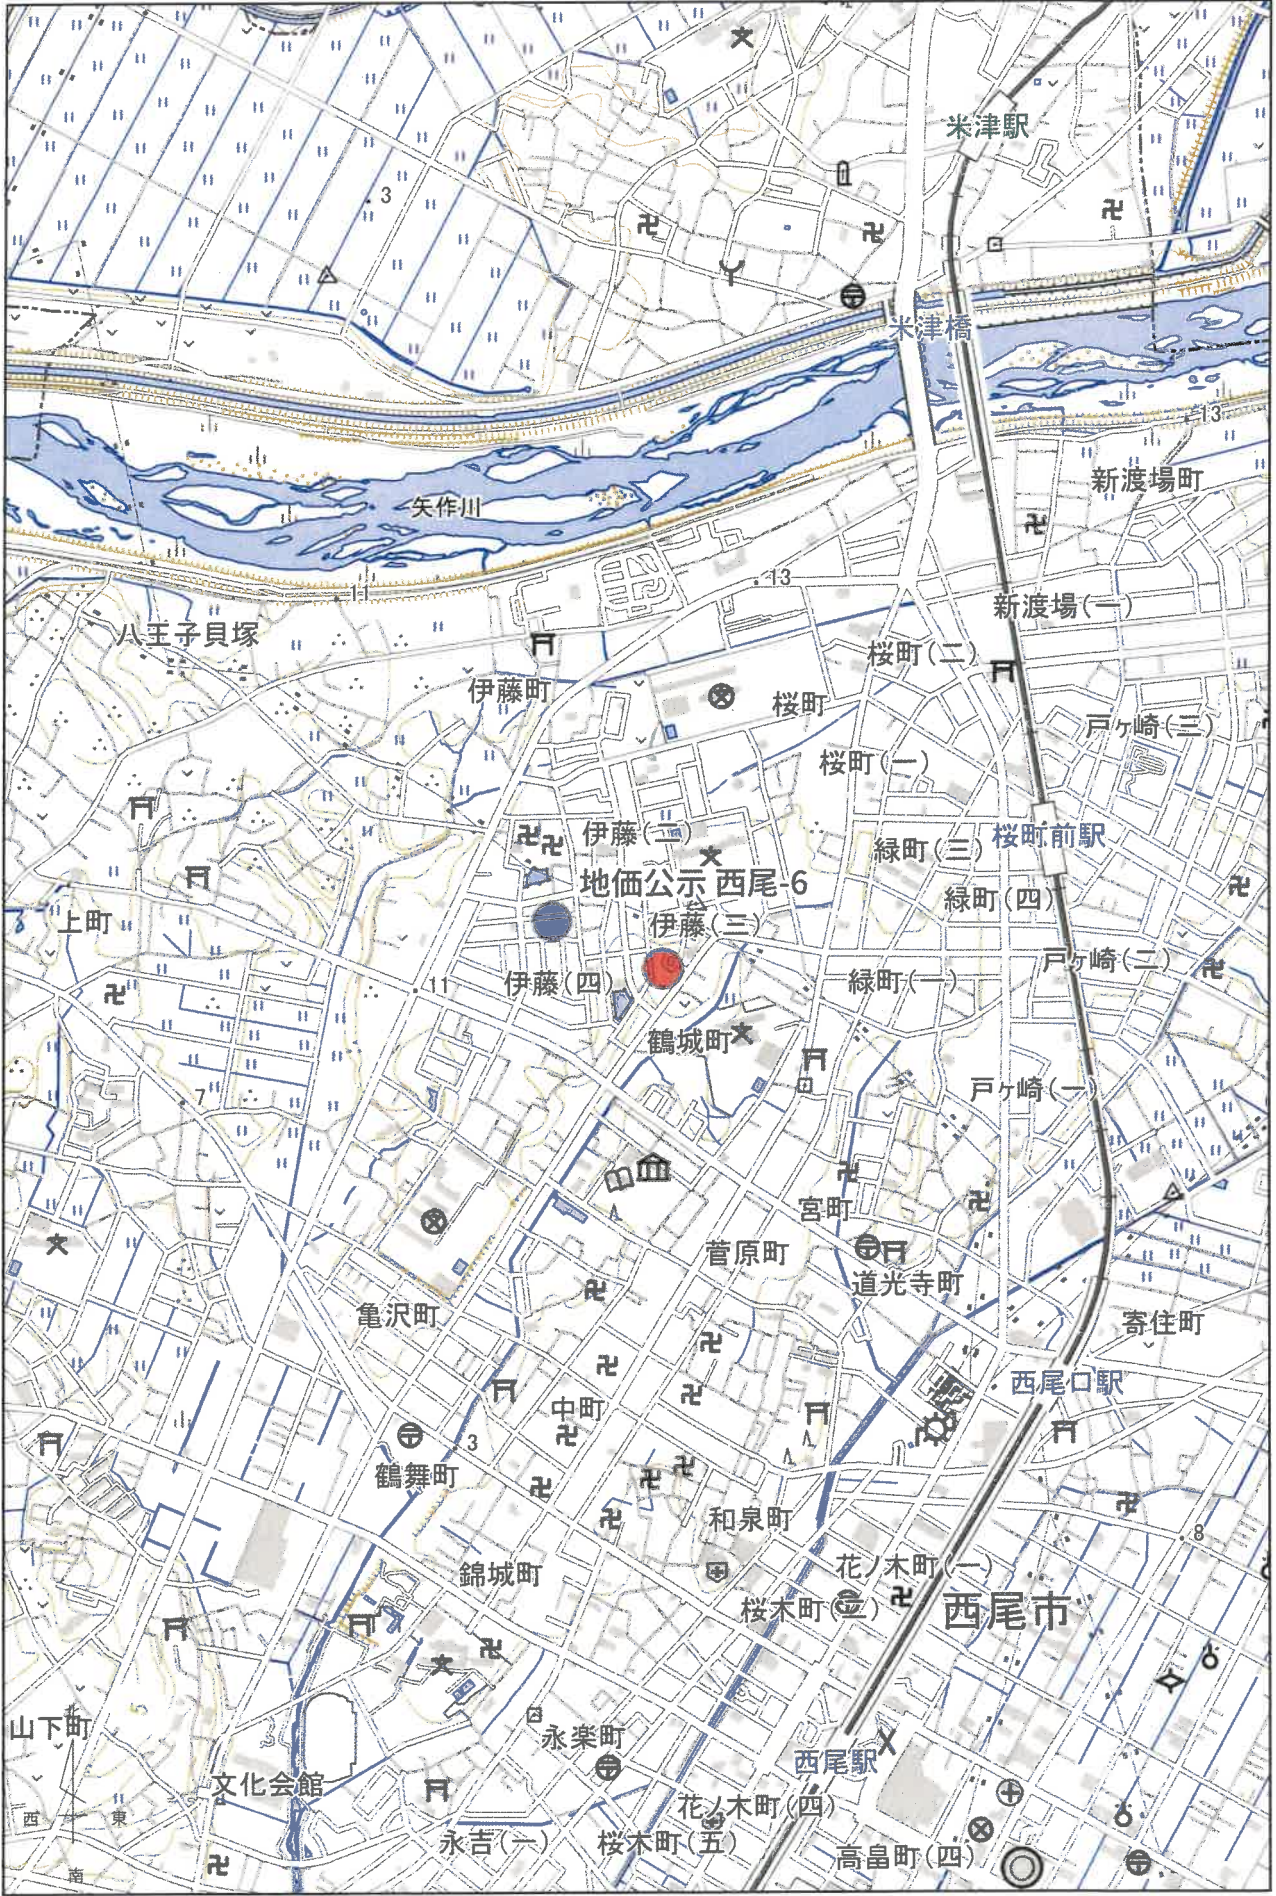 米津駅
3
米津橋
13
新渡場町
矢作川
13
11
新渡場(一)
八王子貝塚
桜町(二)
伊藤町
桜町
戸ヶ崎(三)
桜町(一)
伊藤(二)
桜町前駅
緑町(三)
地価公示 西尾-6
緑町(四)
上町
伊藤(三)
戸ヶ崎(二)
伊藤(四)
緑町(一)
11
鶴城町
戸ヶ崎(一)
7
宮町
菅原町
道光寺町
亀沢町
寄住町
西尾口駅
中町
3
鶴舞町
和泉町
8
花ノ木町(一)
錦城町
桜木町(三)
西尾市
山下町
永楽町
西尾駅
文化会館
花ノ木町(四)
西 東
永吉(一)
桜木町(五)
高畠町(四)
南